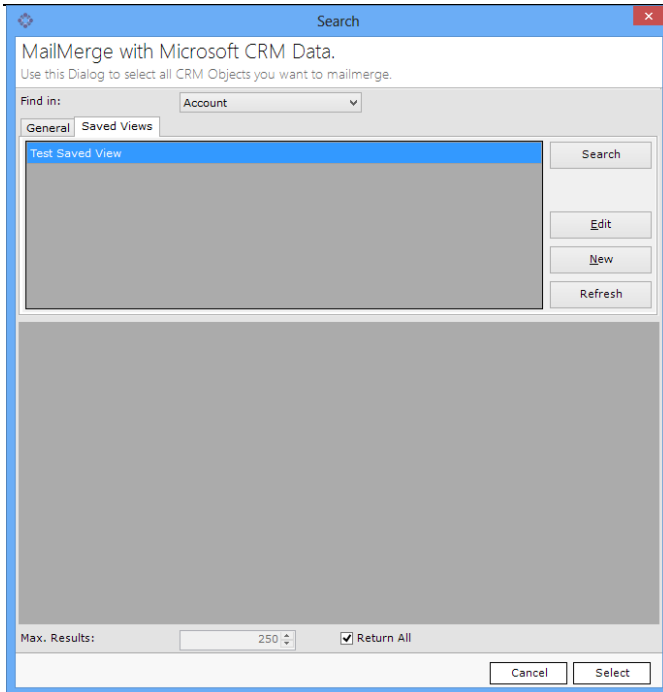 Search
MailMerge with Microsoft CRM Data.
Use this Dialog to select all CRM Objects you want to mailmerge.
Find in: Account
General Saved Views
Test Saved View
Search
Edit
New
Refresh
Max. Results: 250 Return All
Cancel Select